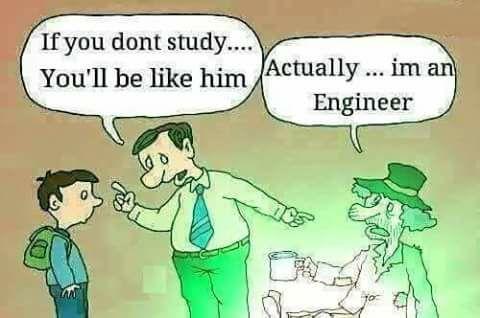 If you dont study....
You'll be like him
Actually ... im an
Engineer